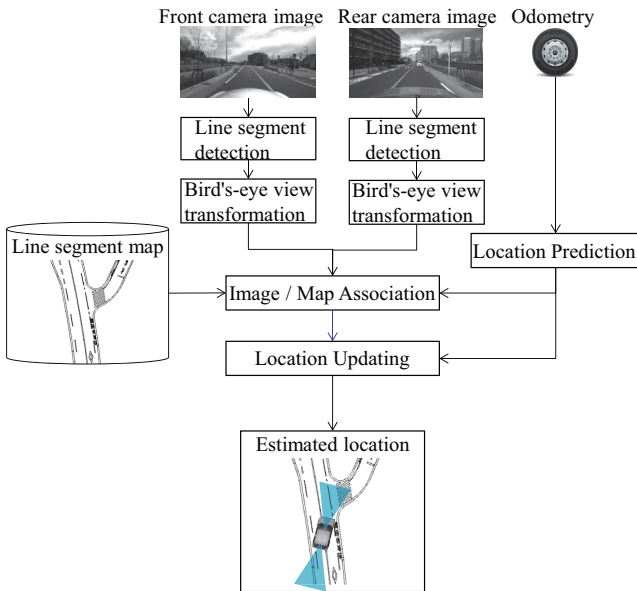 Front camera image
Rear camera image
Odometry
Line segment
detection
Line segment
detection
Bird's-eye view
transformation
Bird's-eye view
transformation
Line segment map
Location Prediction
Image / Map Association
Location Updating
Estimated location